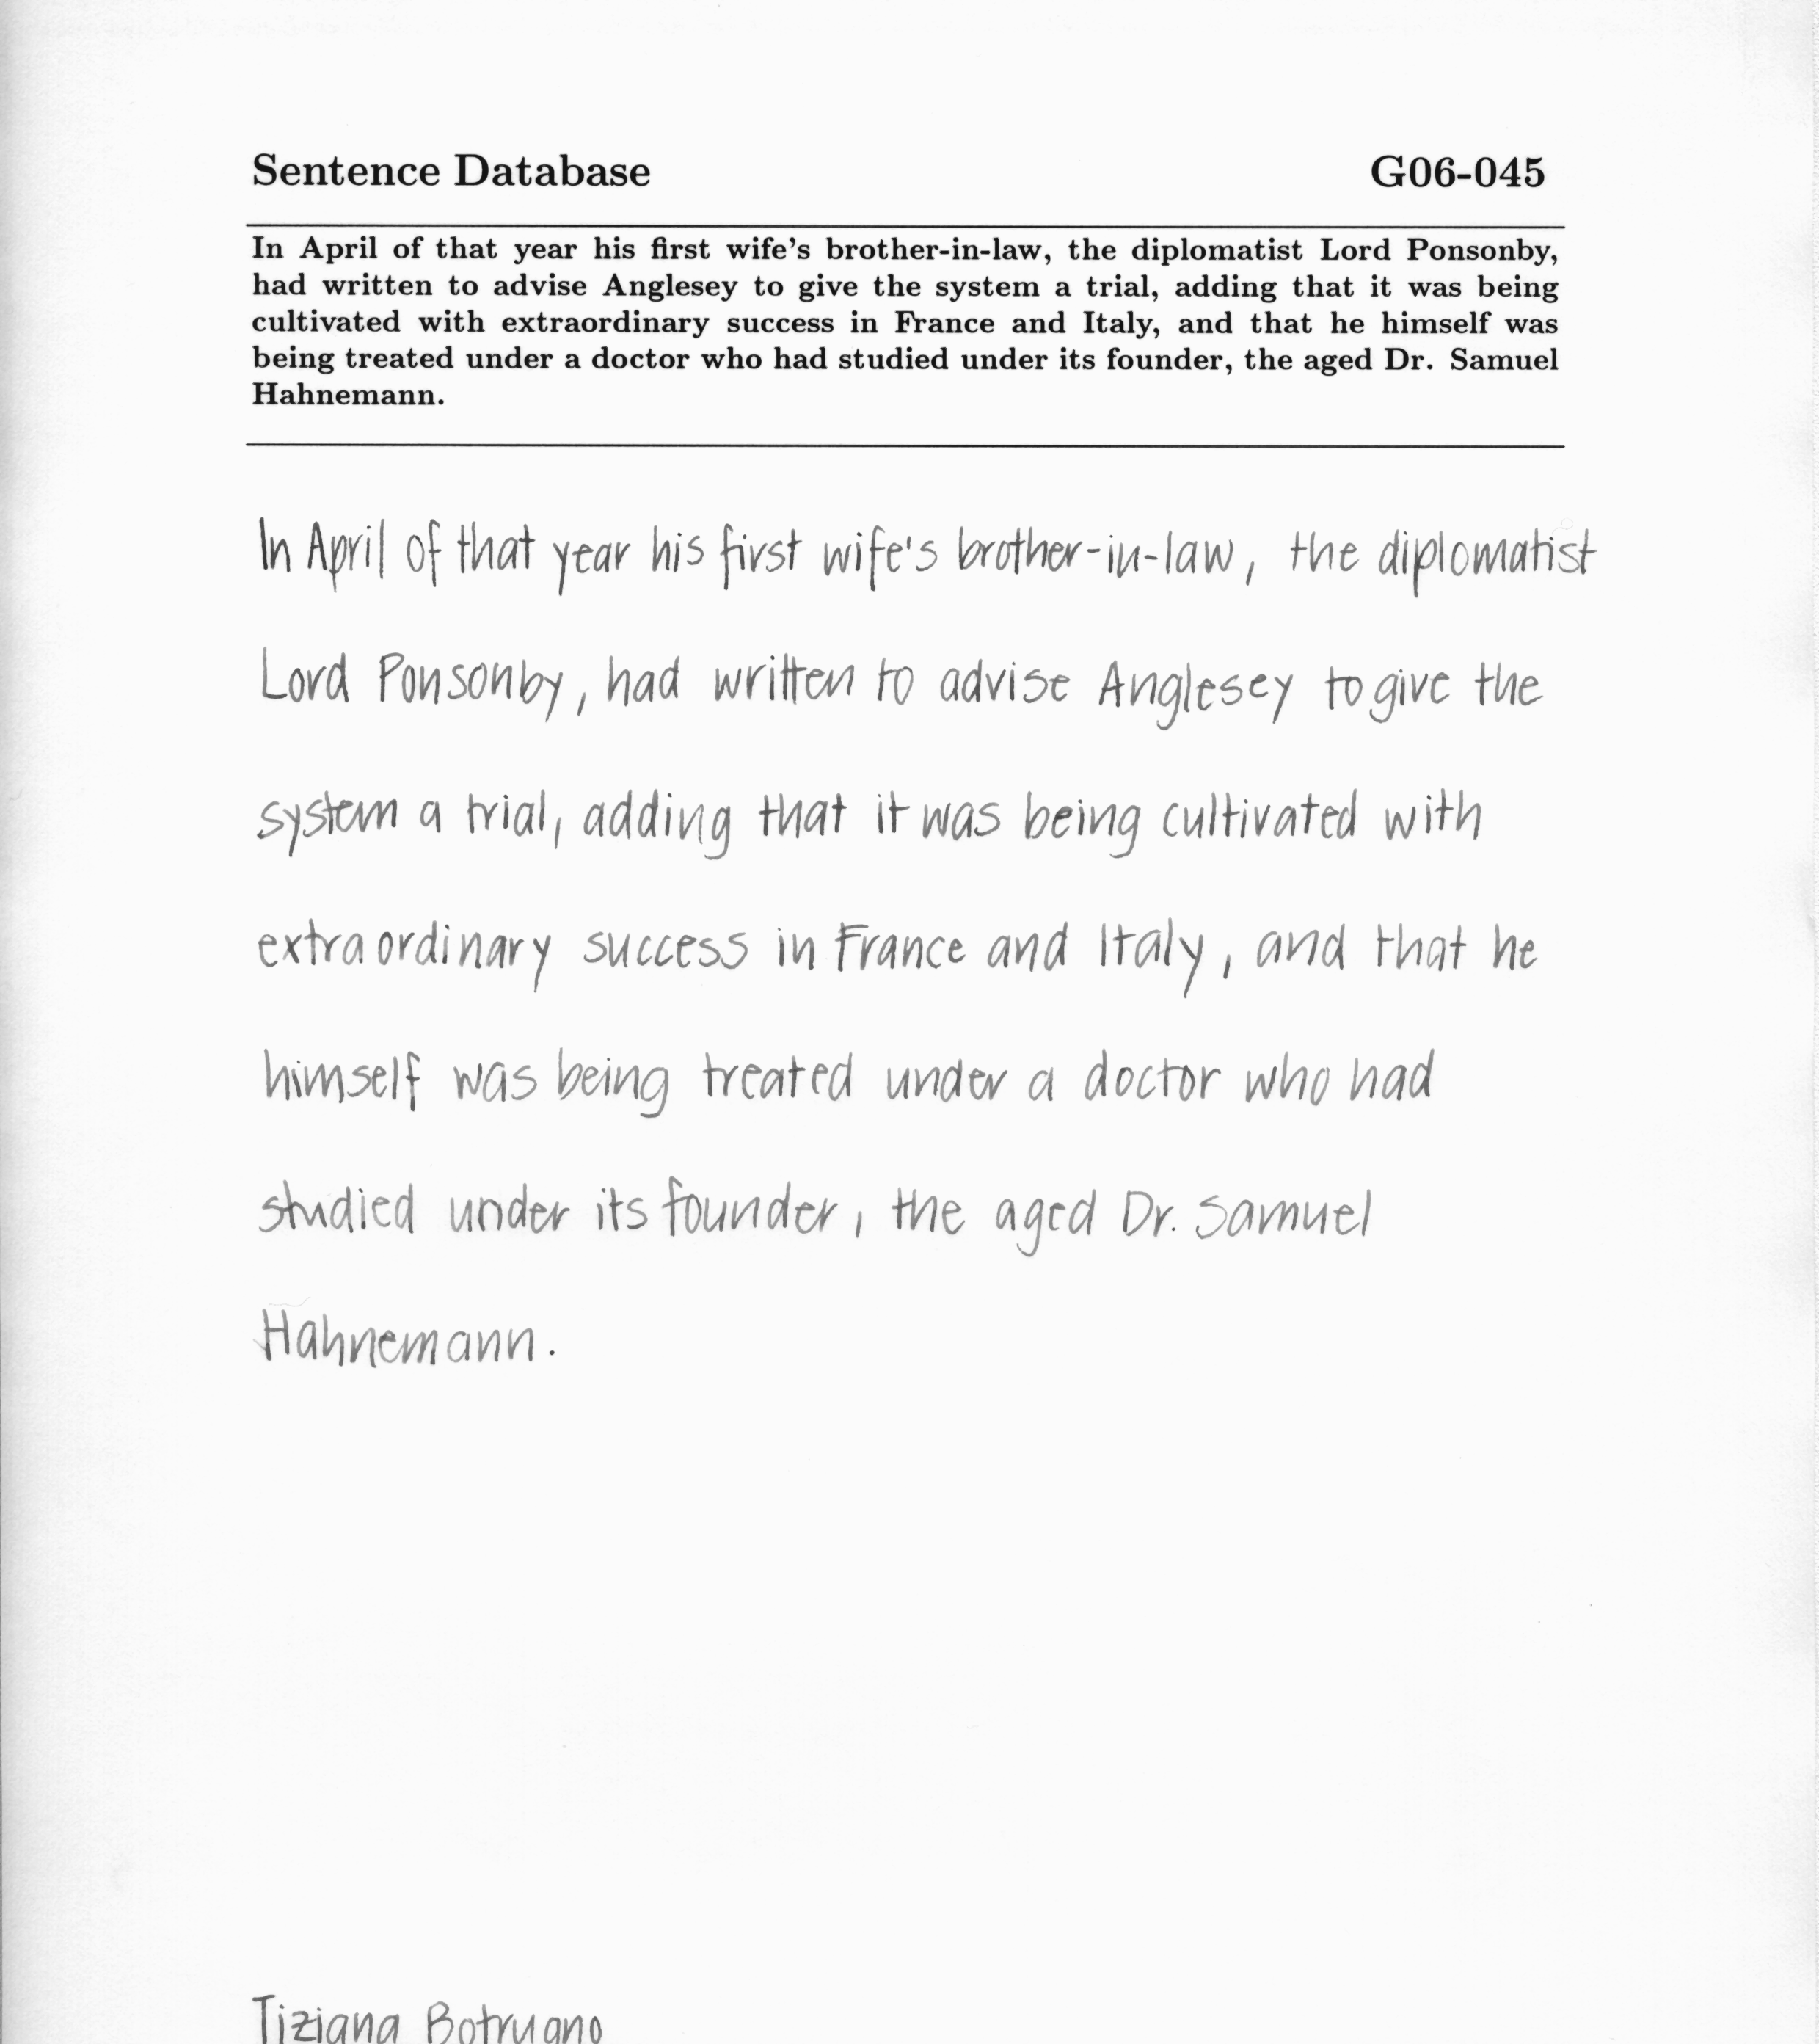 Sentence Database G06-045
In April of that year his first wife's brother-in-law, the diplomatist Lord Ponsonby,
had written to advise Anglesey to give the system a trial, adding that it was being
cultivated with extraordinary success in France and Italy, and that he himself was
being treated under a doctor who had studied under its founder, the aged Dr. Samuel
Hahnemann.
In April of that year his first wife's brother-in-law, the diplomatist
Lord Ponsonby, had written to advise Anglesey to give the
system a trial, adding that it was being cultivated with
extraordinary success in France and Italy, and that he
himself was being treated under a doctor who had
studied under its founder, the aged Dr. Samuel
Hahnemann.
Tiziana Botrugno